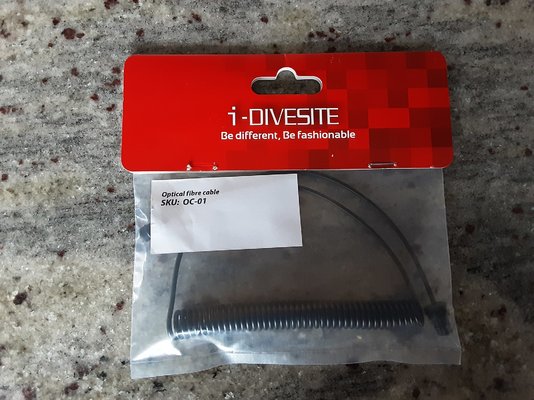 i-DIVESITE
Be different, Be fashionable
Optical fibre cable
SKU: OC-01